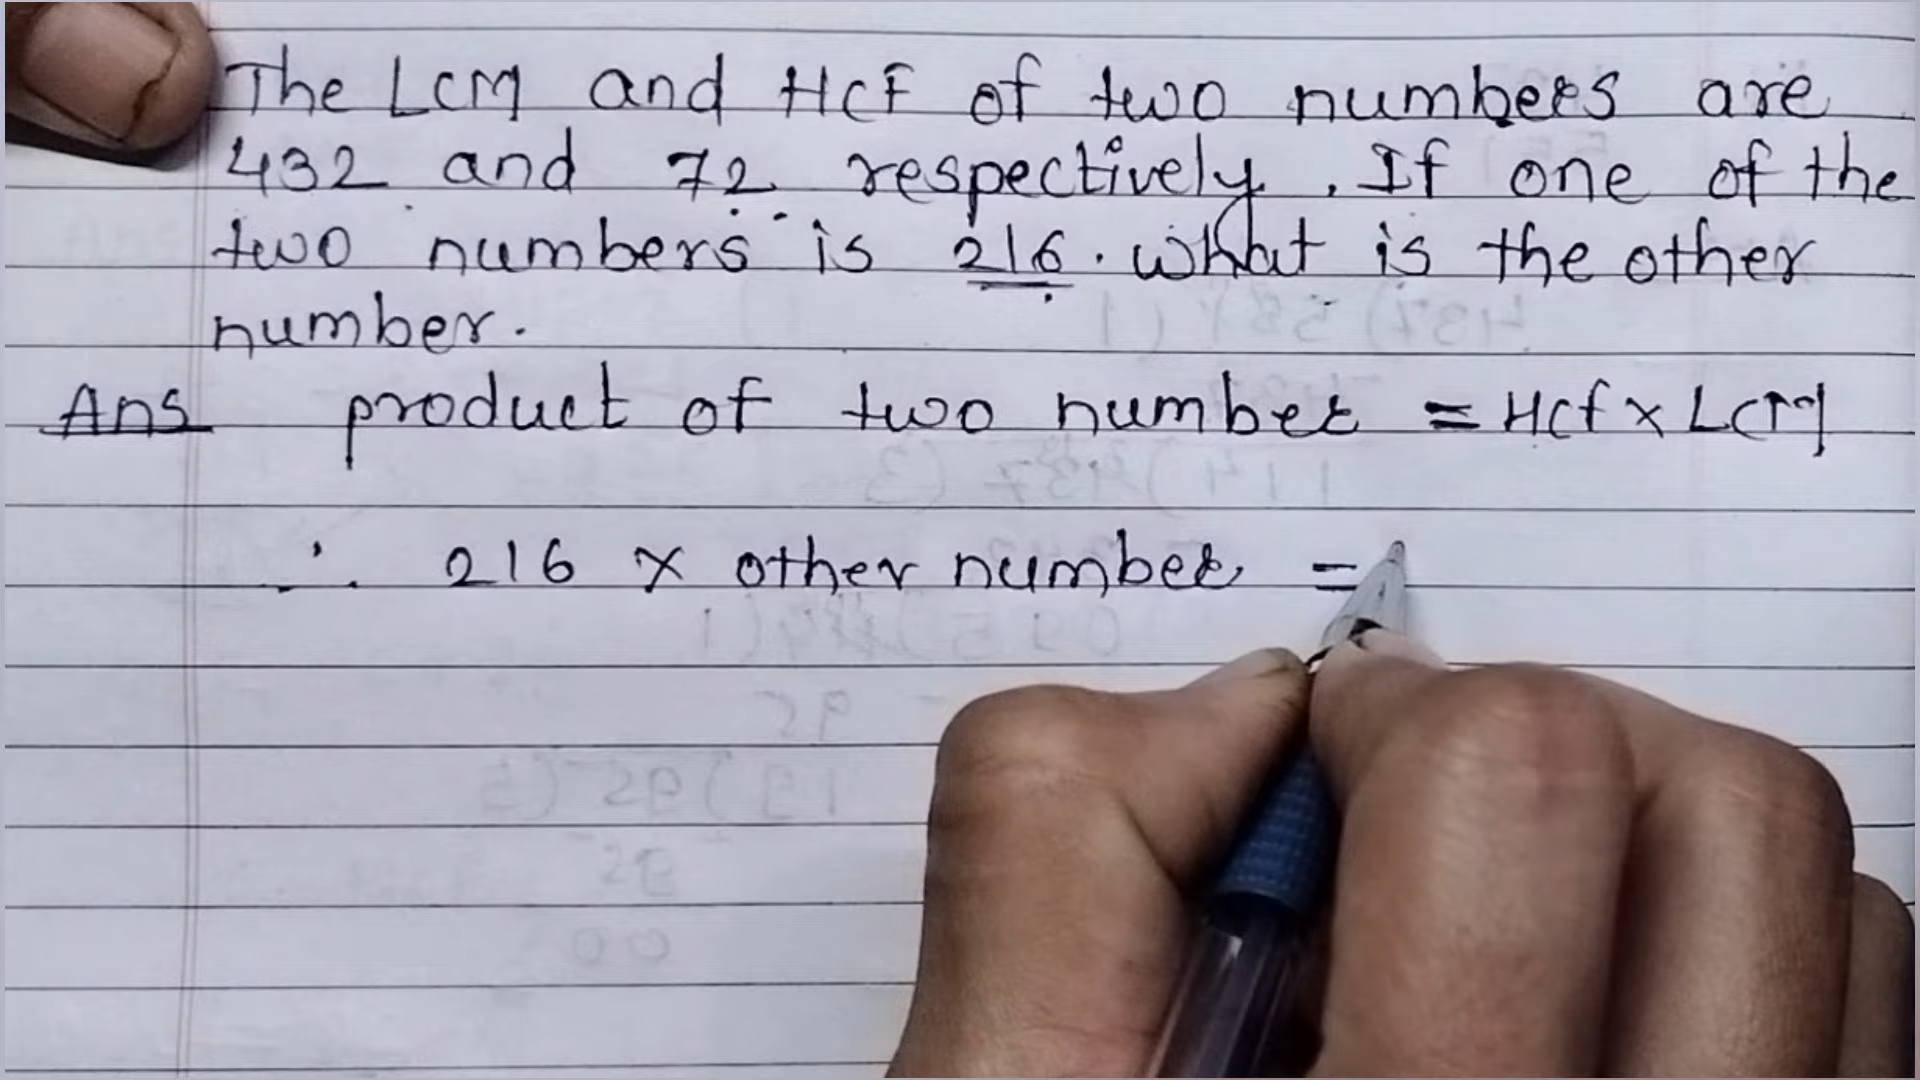 The LCM and HCF of two numbers are
432 and 72 respectively. If one of the
two numbers is 216. What is the other
number.
Ans product of two number = HCF x LCM
∴ 216 x other number =